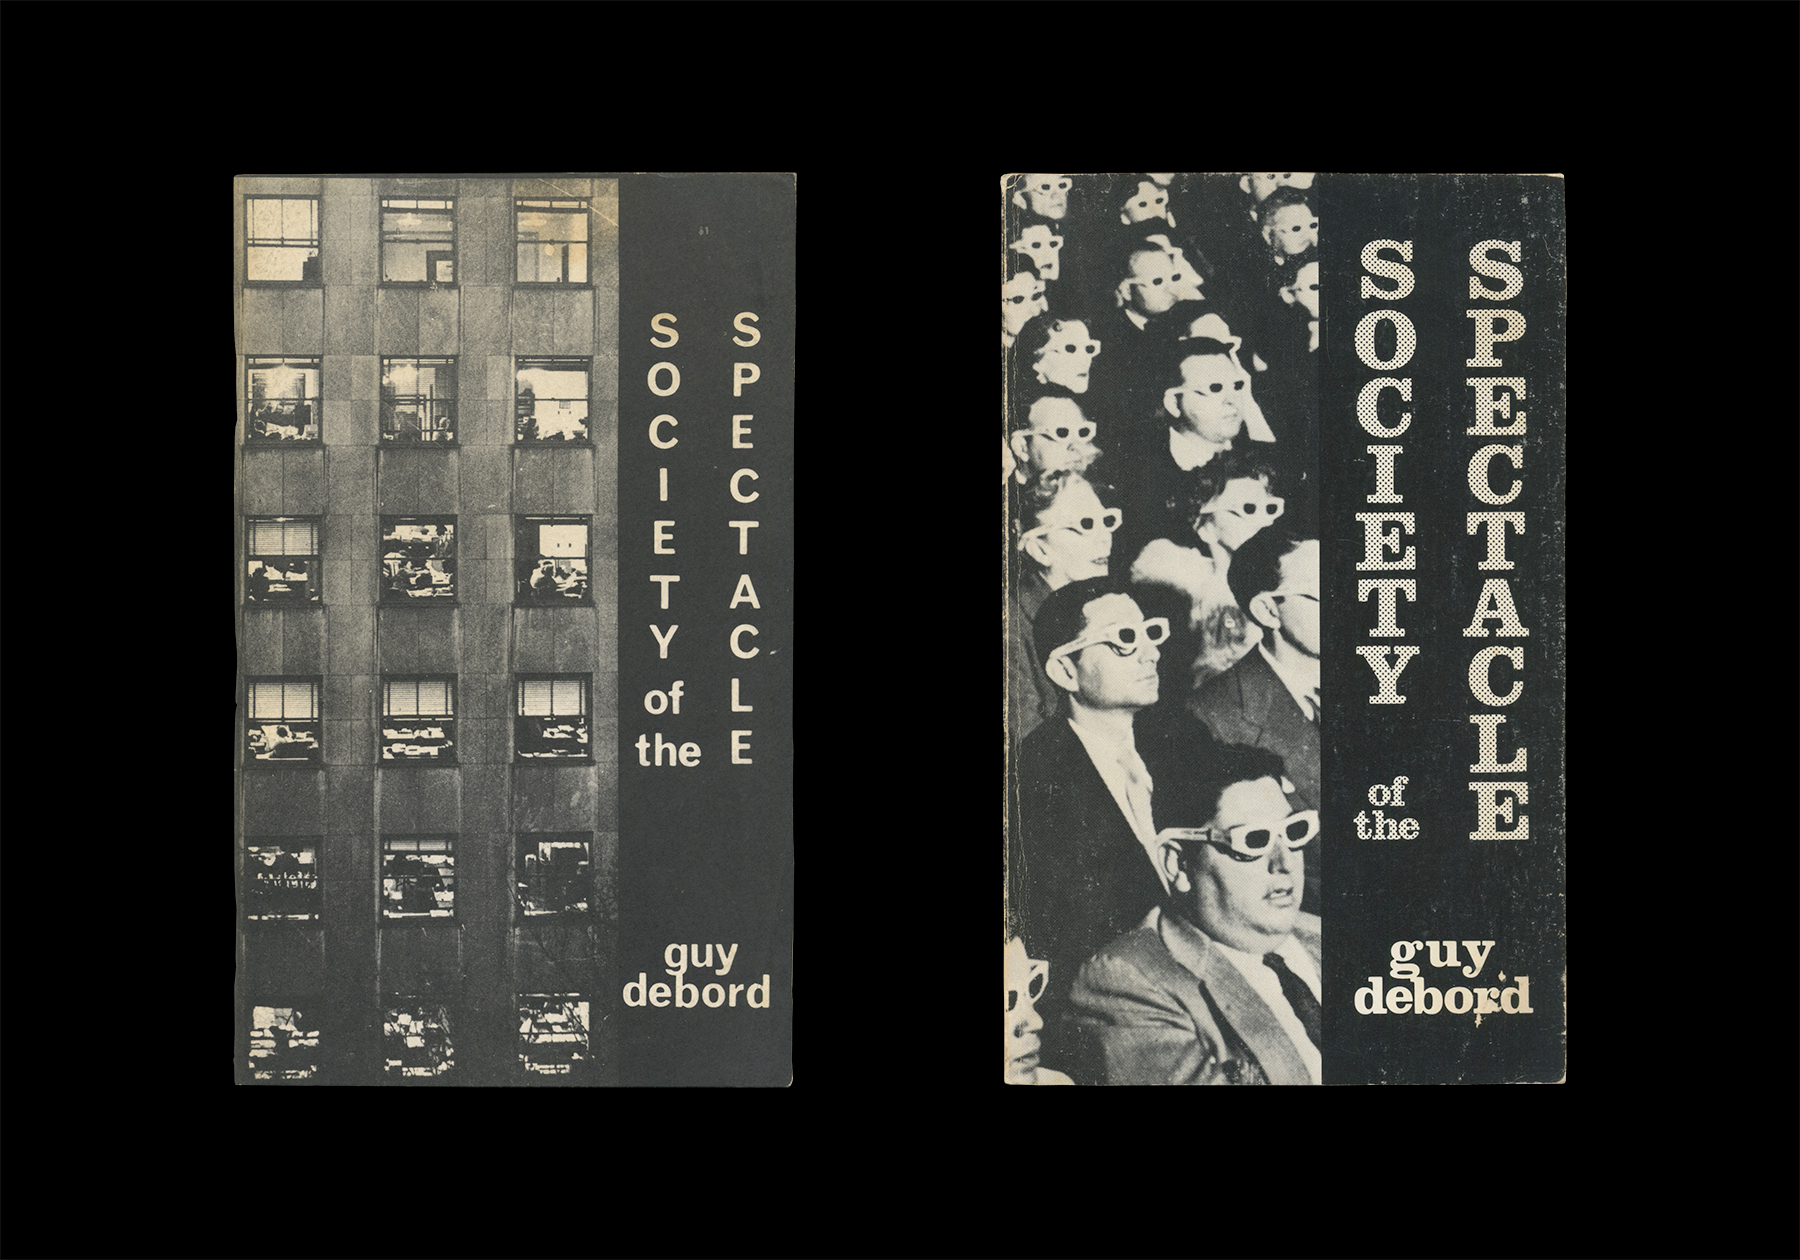 SOCIETY
of
the
SPECTACLE
guy
debord
SOCIETY
of
the
SPECTACLE
guy
debord